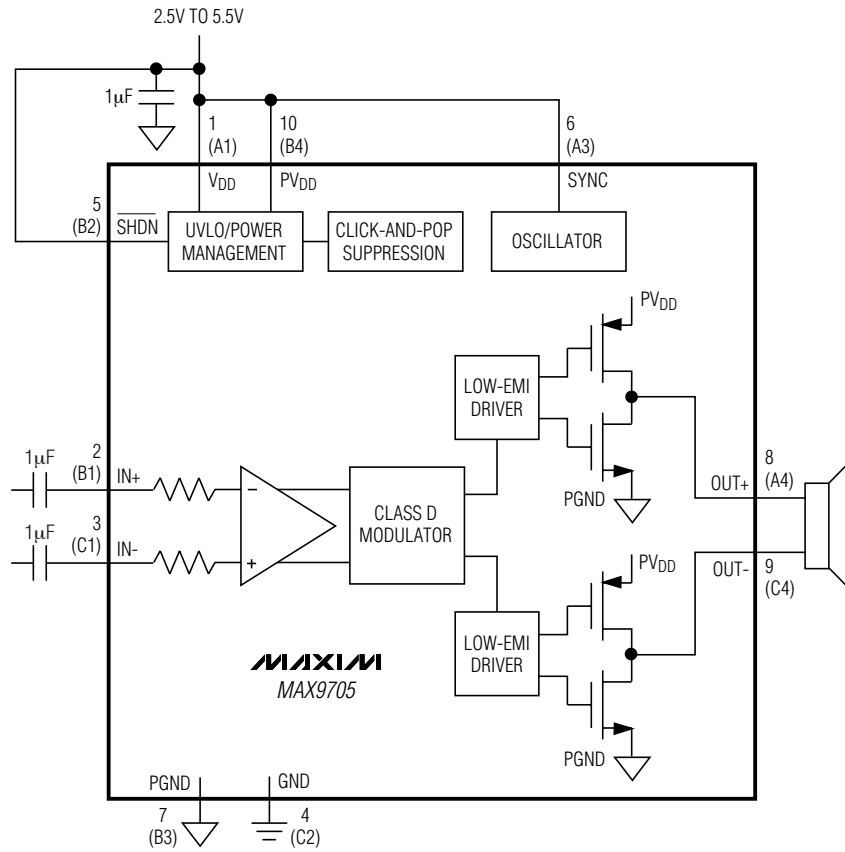 2.5V TO 5.5V
1µF
1
(A1)
10
(B4)
6
(A3)
VDD
PVDD
SYNC
5
(B2)
SHDN
UVLO/POWER
MANAGEMENT
CLICK-AND-POP
SUPPRESSION
OSCILLATOR
PVDD
LOW-EMI
DRIVER
PGND
1µF
2
(B1)
IN+
1µF
3
(C1)
IN-
−
+
CLASS D
MODULATOR
OUT+
8
(A4)
OUT-
9
(C4)
PVDD
LOW-EMI
DRIVER
PGND
MAXIM
MAX9705
PGND
GND
7
(B3)
4
(C2)